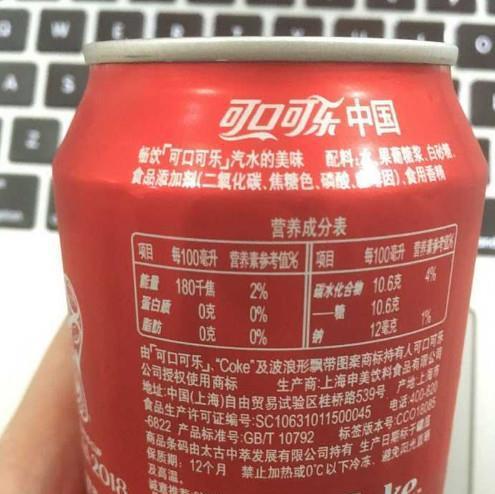 可口可乐中国
畅饮「可口可乐」汽水的美味 配料:水、果葡糖浆、白砂糖、
食品添加剂(二氧化碳、焦糖色、磷酸、咖啡因)、食用香精
营养成分表
项目 每100毫升 营养素参考值% 项目 每100毫升 营养素参考值%
能量 180千焦 2% 碳水化合物 10.6克 4%
蛋白质 0克 0% —糖 10.6克
脂肪 0克 0% 钠 12毫克 1%
由「可口可乐」、"Coke"及波浪形飘带图案商标持有人可口可乐
公司授权使用商标 生产商:上海申美饮料食品有限公司
地址:中国(上海)自由贸易试验区桂桥路539号 产地:上海市
食品生产许可证编号:SC10631011500045 电话:400-820
-6822 产品标准号:GB/T 10792 标签版本号:CCO18085
商品条码由太古中萃发展有限公司持有 生产日期标于罐底
保质期:12个月 禁止加热或0℃以下冷冻,避免阳光直晒
及高温。
2018